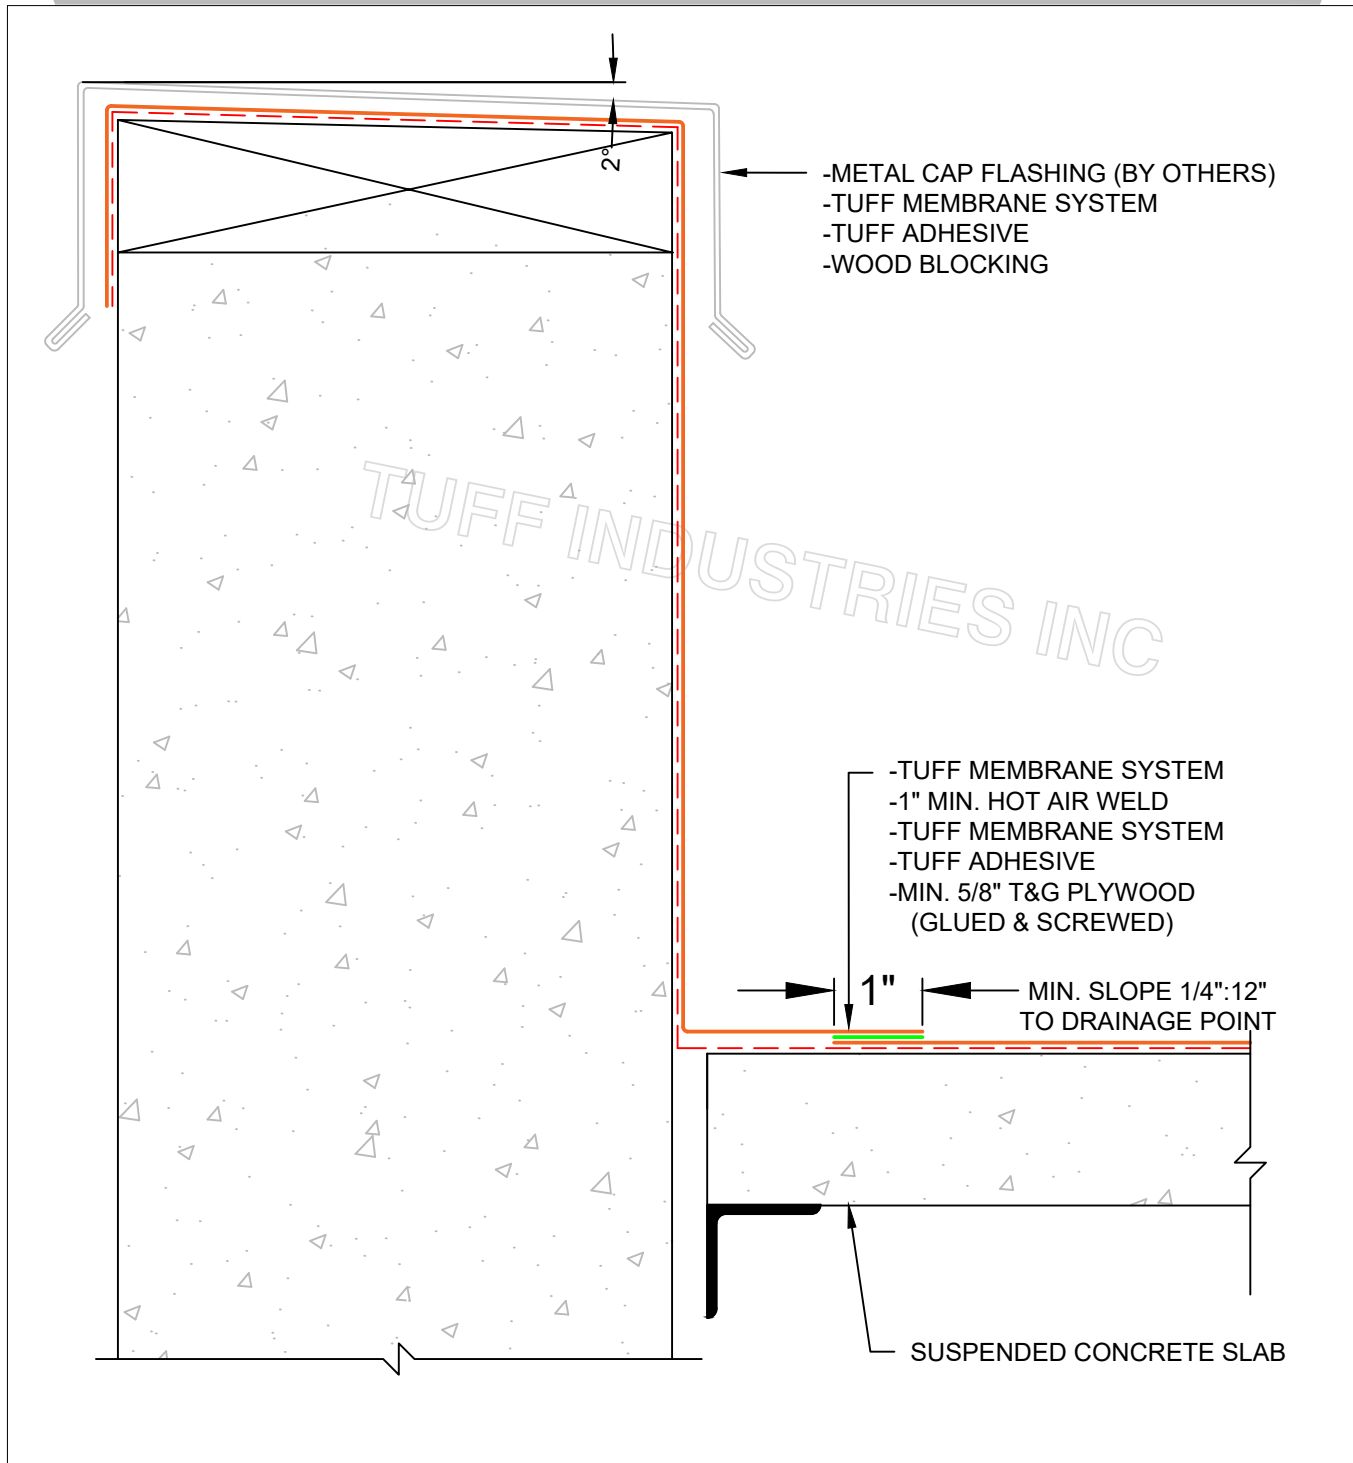 2°
-METAL CAP FLASHING (BY OTHERS)
-TUFF MEMBRANE SYSTEM
-TUFF ADHESIVE
-WOOD BLOCKING
TUFF INDUSTRIES INC
-TUFF MEMBRANE SYSTEM
-1" MIN. HOT AIR WELD
-TUFF MEMBRANE SYSTEM
-TUFF ADHESIVE
-MIN. 5/8" T&G PLYWOOD
(GLUED & SCREWED)
1"
MIN. SLOPE 1/4":12"
TO DRAINAGE POINT
SUSPENDED CONCRETE SLAB